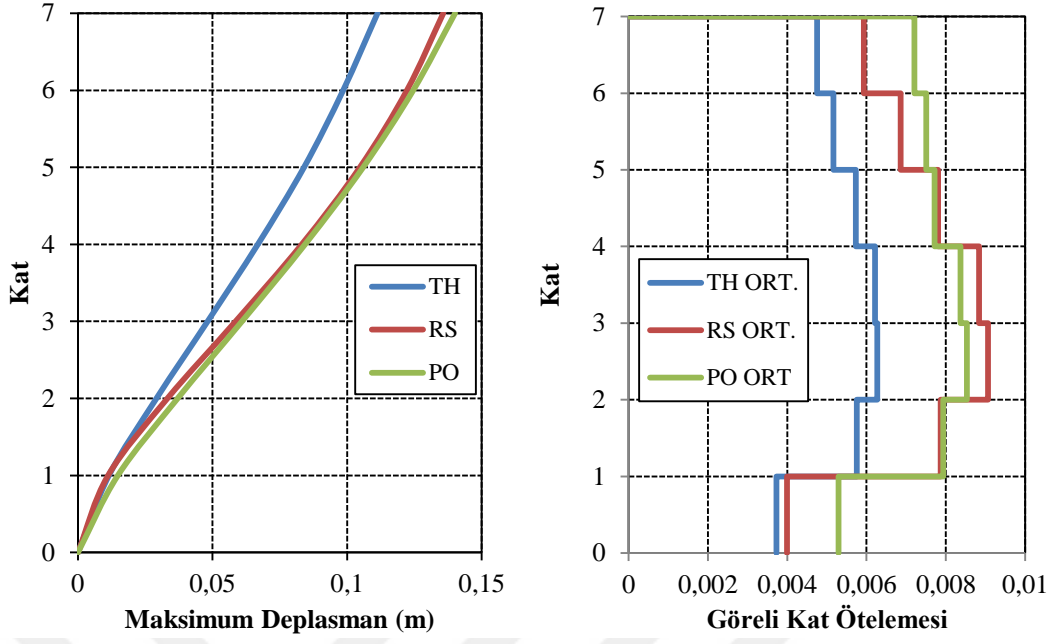 7
6
5
4
3
2
1
0
Kat
TH
RS
PO
0
0,05
0,1
0,15
Maksimum Deplasman (m)
7
6
5
4
3
2
1
0
Kat
TH ORT.
RS ORT.
PO ORT
0
0,002
0,004
0,006
0,008
0,01
Göreli Kat Ötelemesi